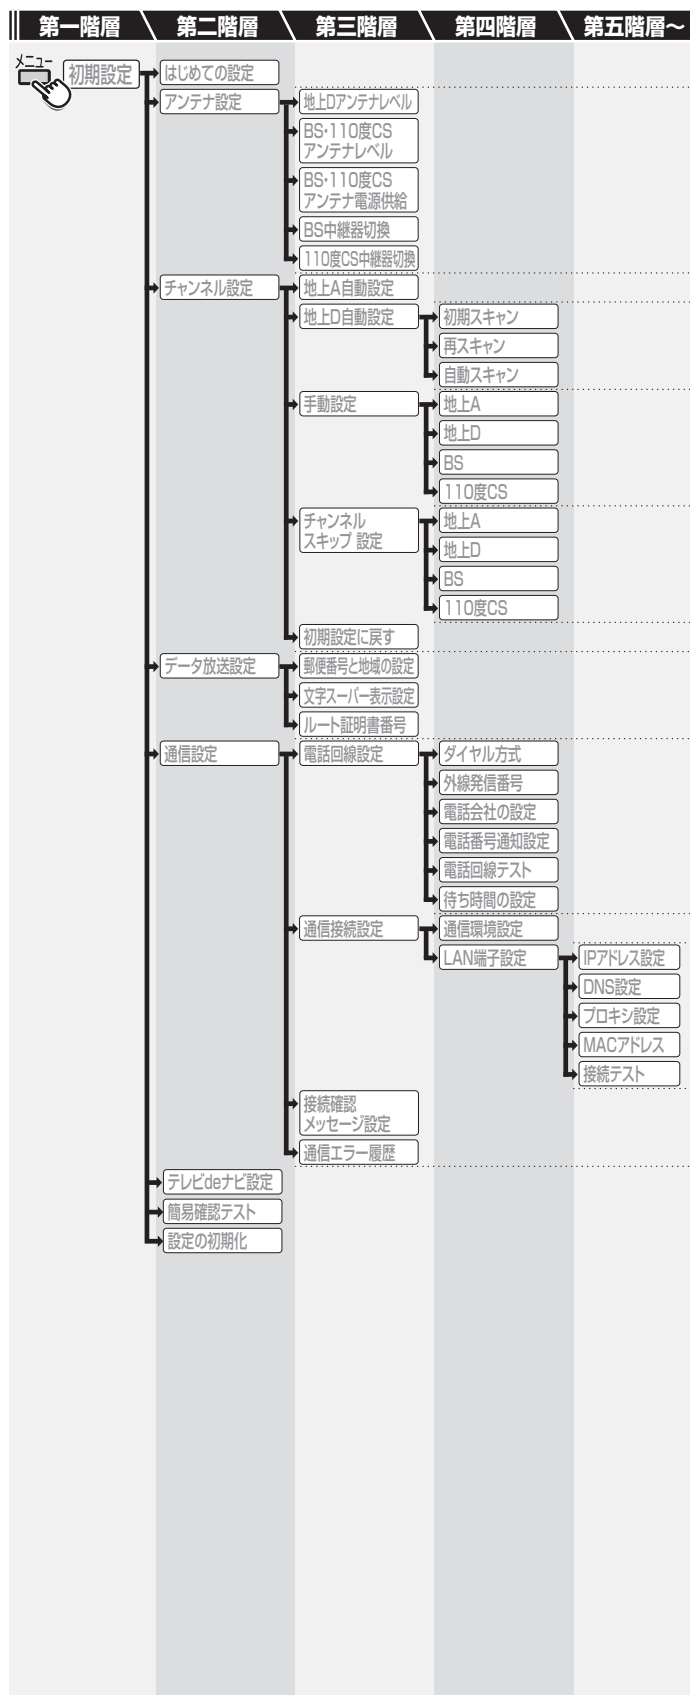 第一階層
第二階層
第三階層
第四階層
第五階層～
メニュー
初期設定
はじめての設定
アンテナ設定
地上Dアンテナレベル
BS・110度CS
アンテナレベル
BS・110度CS
アンテナ電源供給
BS中継器切換
110度CS中継器切換
チャンネル設定
地上A自動設定
地上D自動設定
初期スキャン
再スキャン
自動スキャン
手動設定
地上A
地上D
BS
110度CS
チャンネル
スキップ 設定
地上A
地上D
BS
110度CS
初期設定に戻す
データ放送設定
郵便番号と地域の設定
文字スーパー表示設定
ルート証明書番号
通信設定
電話回線設定
ダイヤル方式
外線発信番号
電話会社の設定
電話番号通知設定
電話回線テスト
待ち時間の設定
通信接続設定
通信環境設定
LAN端子設定
IPアドレス設定
DNS設定
プロキシ設定
MACアドレス
接続テスト
接続確認
メッセージ設定
通信エラー履歴
テレビdeナビ設定
簡易確認テスト
設定の初期化